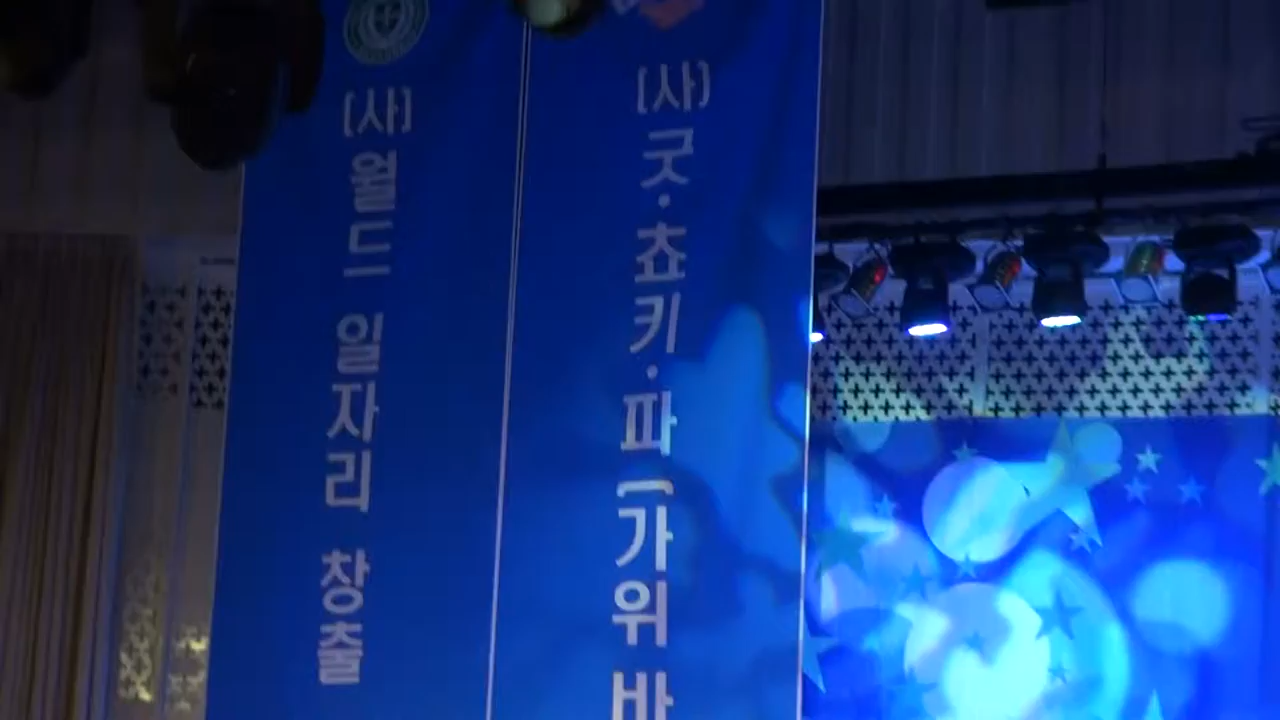 (사)월드 일자리 창출
(사)굿·쵸키·파 (가위 바